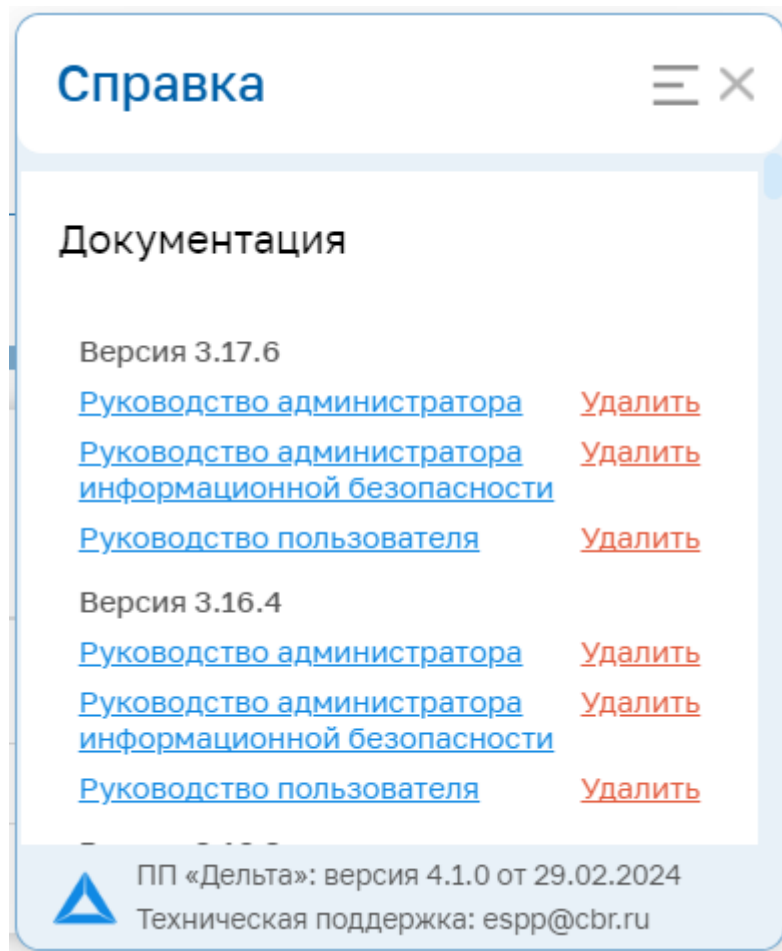 Справка
Документация
Версия 3.17.6
Руководство администратора Удалить
Руководство администратора Удалить
информационной безопасности
Руководство пользователя Удалить
Версия 3.16.4
Руководство администратора Удалить
Руководство администратора Удалить
информационной безопасности
Руководство пользователя Удалить
ПП «Дельта»: версия 4.1.0 от 29.02.2024
Техническая поддержка: espp@cbr.ru